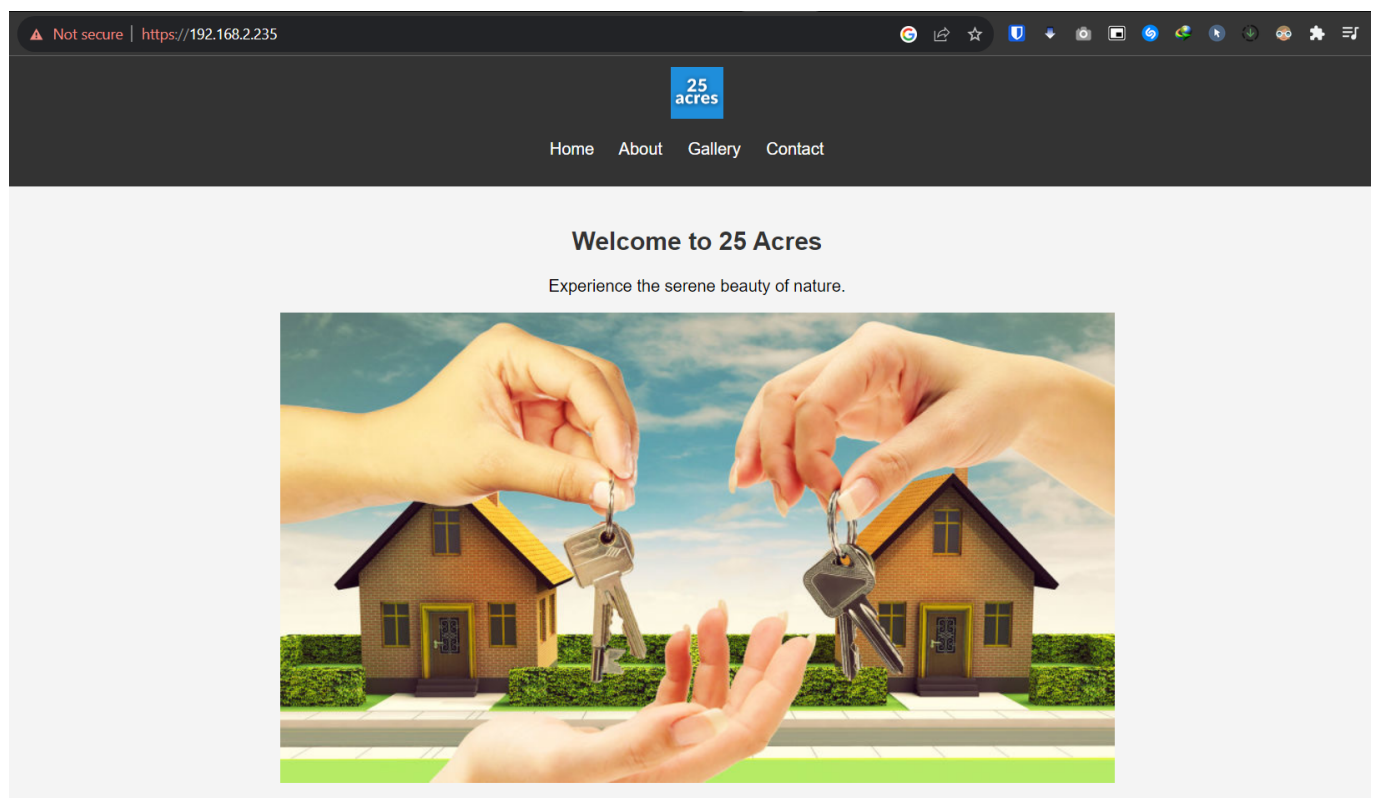 Not secure https://192.168.2.235
25
acres
Home About Gallery Contact
Welcome to 25 Acres
Experience the serene beauty of nature.